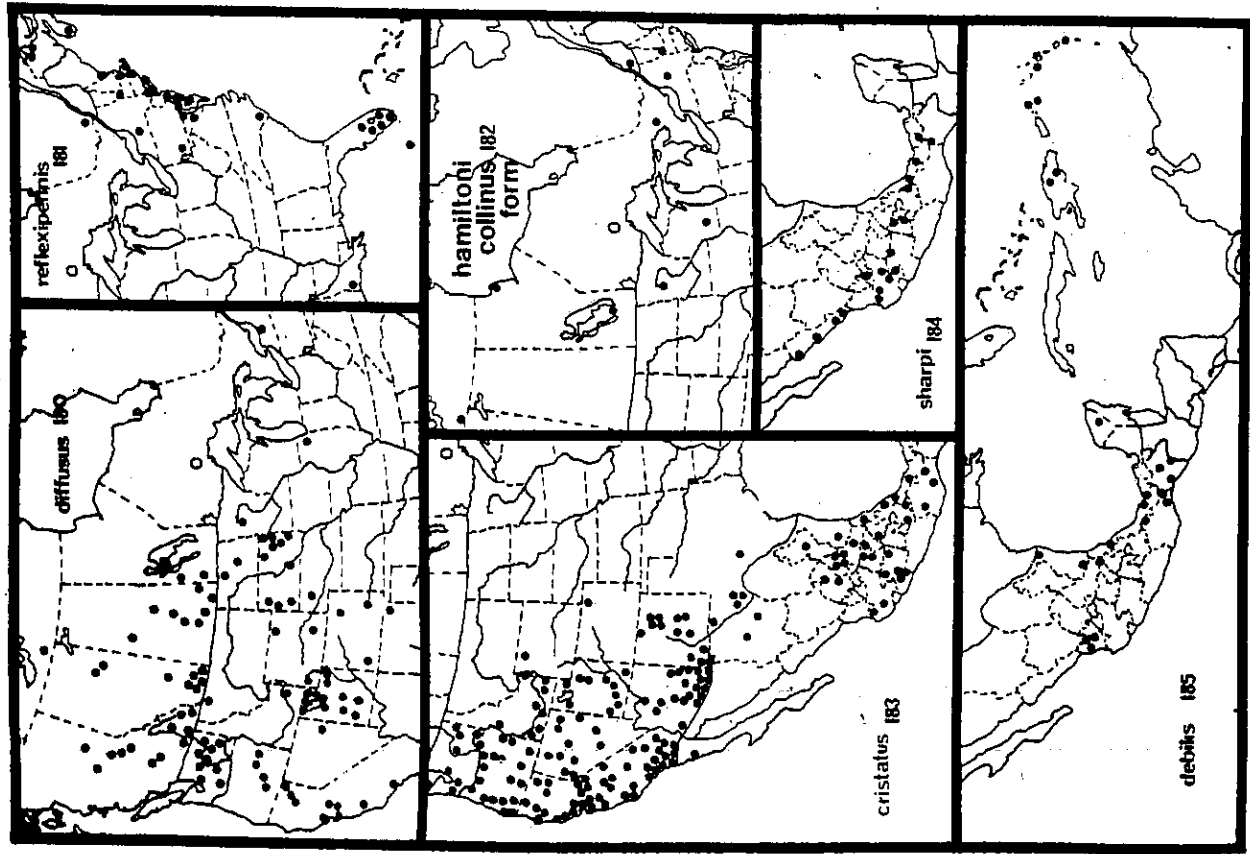 diffusus 180
reflexipennis 181
hamiltoni
collinus 182
form
cristatus 183
sharpi 184
debilis 185